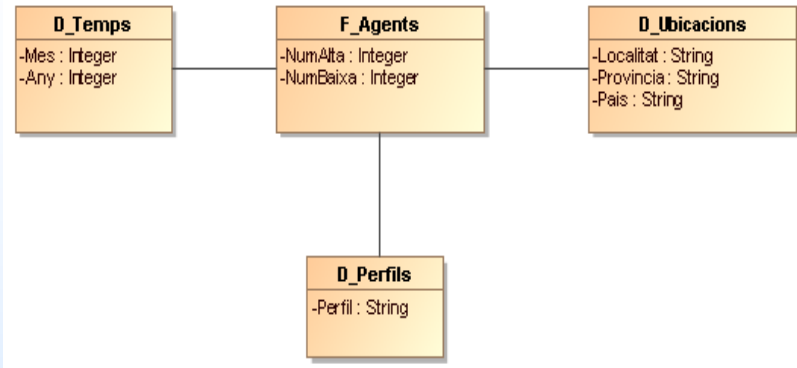 D_Temps
-Mes : Integer
-Any : Integer
F_Agents
-NumAlta : Integer
-NumBaixa : Integer
D_Ubicacions
-Localitat : String
-Provincia : String
-Pais : String
D_Perfils
-Perfil : String